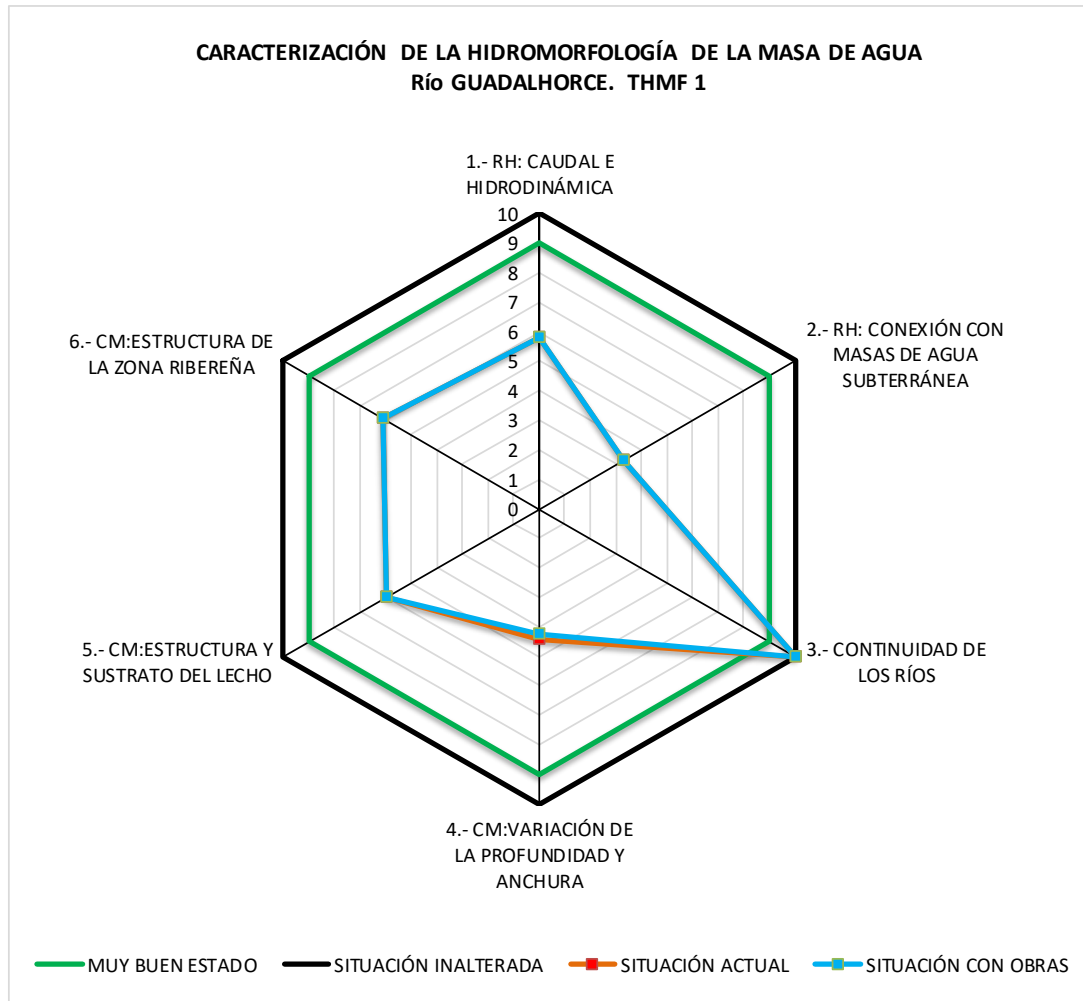 CARACTERIZACIÓN DE LA HIDROMORFOLOGÍA DE LA MASA DE AGUA
Río GUADALHORCE. THMF 1
1.- RH: CAUDAL E
HIDRODINÁMICA
10
9
8
7
6
5
4
3
2
1
0
2.- RH: CONEXIÓN CON
MASAS DE AGUA
SUBTERRÁNEA
3.- CONTINUIDAD DE
LOS RÍOS
4.- CM:VARIACIÓN DE
LA PROFUNDIDAD Y
ANCHURA
5.- CM:ESTRUCTURA Y
SUSTRATO DEL LECHO
6.- CM:ESTRUCTURA DE
LA ZONA RIBEREÑA
MUY BUEN ESTADO
SITUACIÓN INALTERADA
SITUACIÓN ACTUAL
SITUACIÓN CON OBRAS